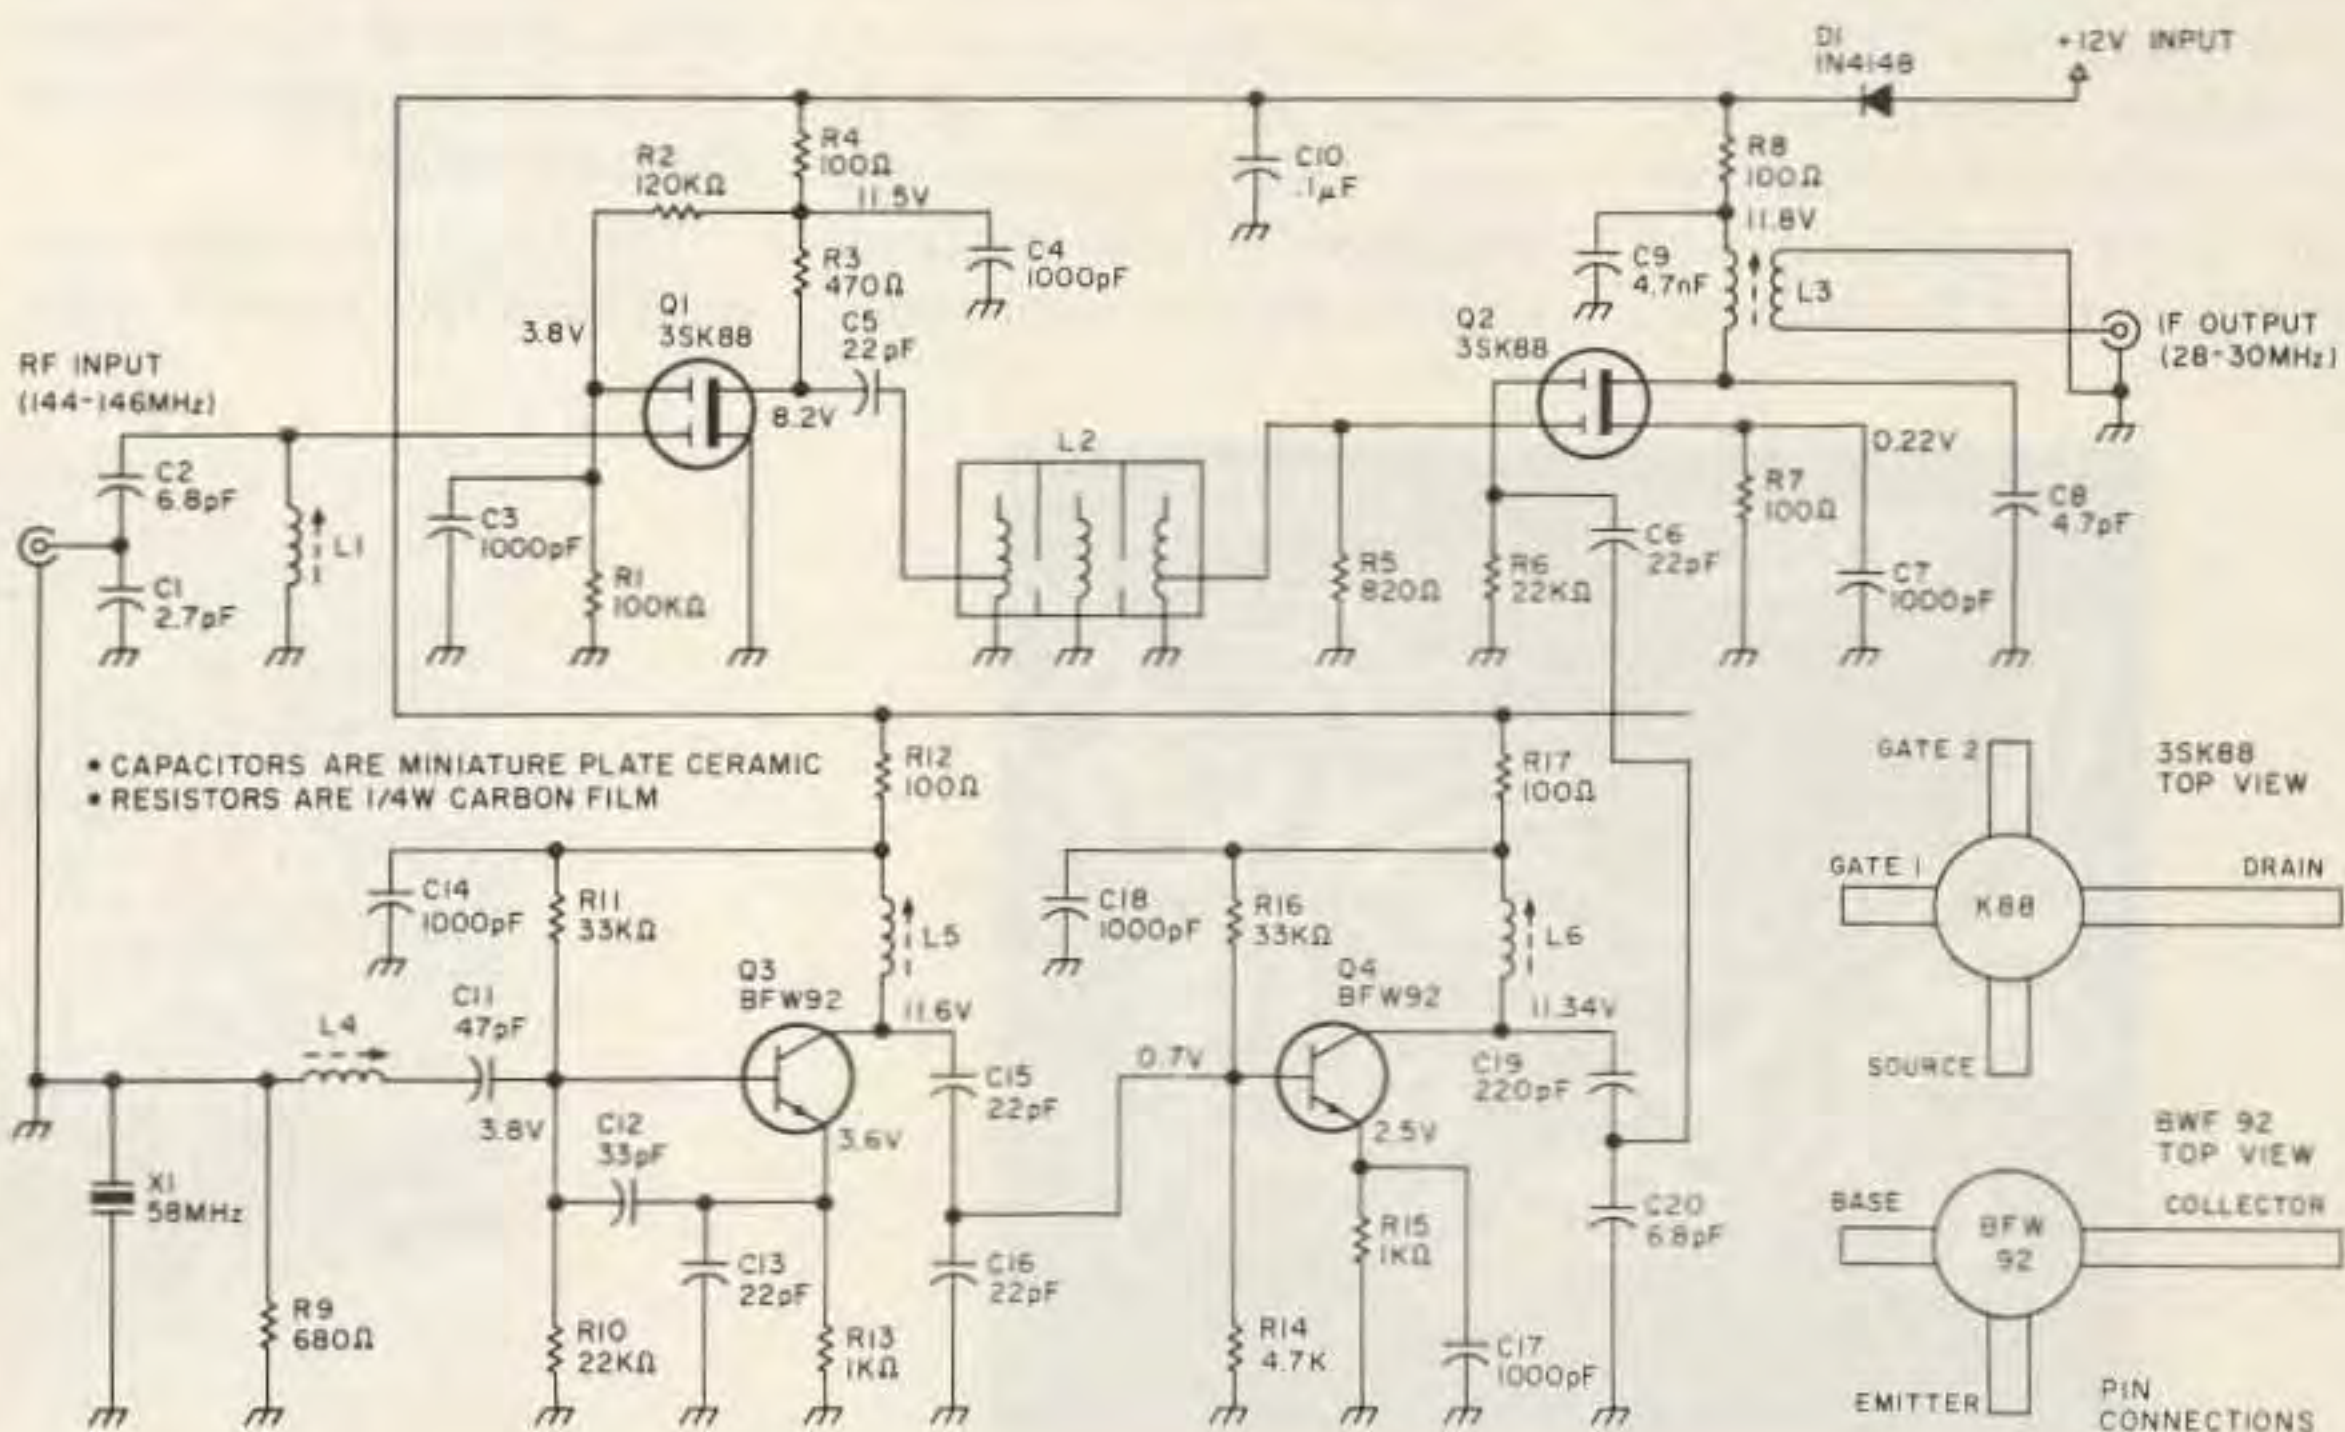 D1
1N4148
+12V INPUT
R4
100Ω
R2
120KΩ
11.5V
C10
.1µF
R8
100Ω
11.8V
R3
470Ω
C4
1000pF
C9
4.7nF
L3
Q1
3SK88
C5
22pF
3.8V
Q2
3SK88
IF OUTPUT
(28-30MHz)
RF INPUT
(144-146MHz)
8.2V
L2
0.22V
C2
6.8pF
C3
1000pF
L1
R7
100Ω
C8
4.7pF
C6
22pF
C1
2.7pF
R1
100KΩ
R5
820Ω
R6
22KΩ
C7
1000pF
• CAPACITORS ARE MINIATURE PLATE CERAMIC
• RESISTORS ARE 1/4W CARBON FILM
R12
100Ω
R17
100Ω
GATE 2
3SK88
TOP VIEW
GATE 1
DRAIN
K88
SOURCE
C14
1000pF
R11
33KΩ
L5
C18
1000pF
R16
33KΩ
L6
Q3
BFW92
11.6V
Q4
BFW92
11.34V
L4
C11
47pF
0.7V
C15
22pF
C19
220pF
3.8V
C12
33pF
3.6V
2.5V
BWF 92
TOP VIEW
X1
58MHz
BASE
COLLECTOR
BFW
92
C20
6.8pF
R15
1KΩ
C13
22pF
C16
22pF
R9
680Ω
R10
22KΩ
R13
1KΩ
R14
4.7K
C17
1000pF
EMITTER
PIN
CONNECTIONS